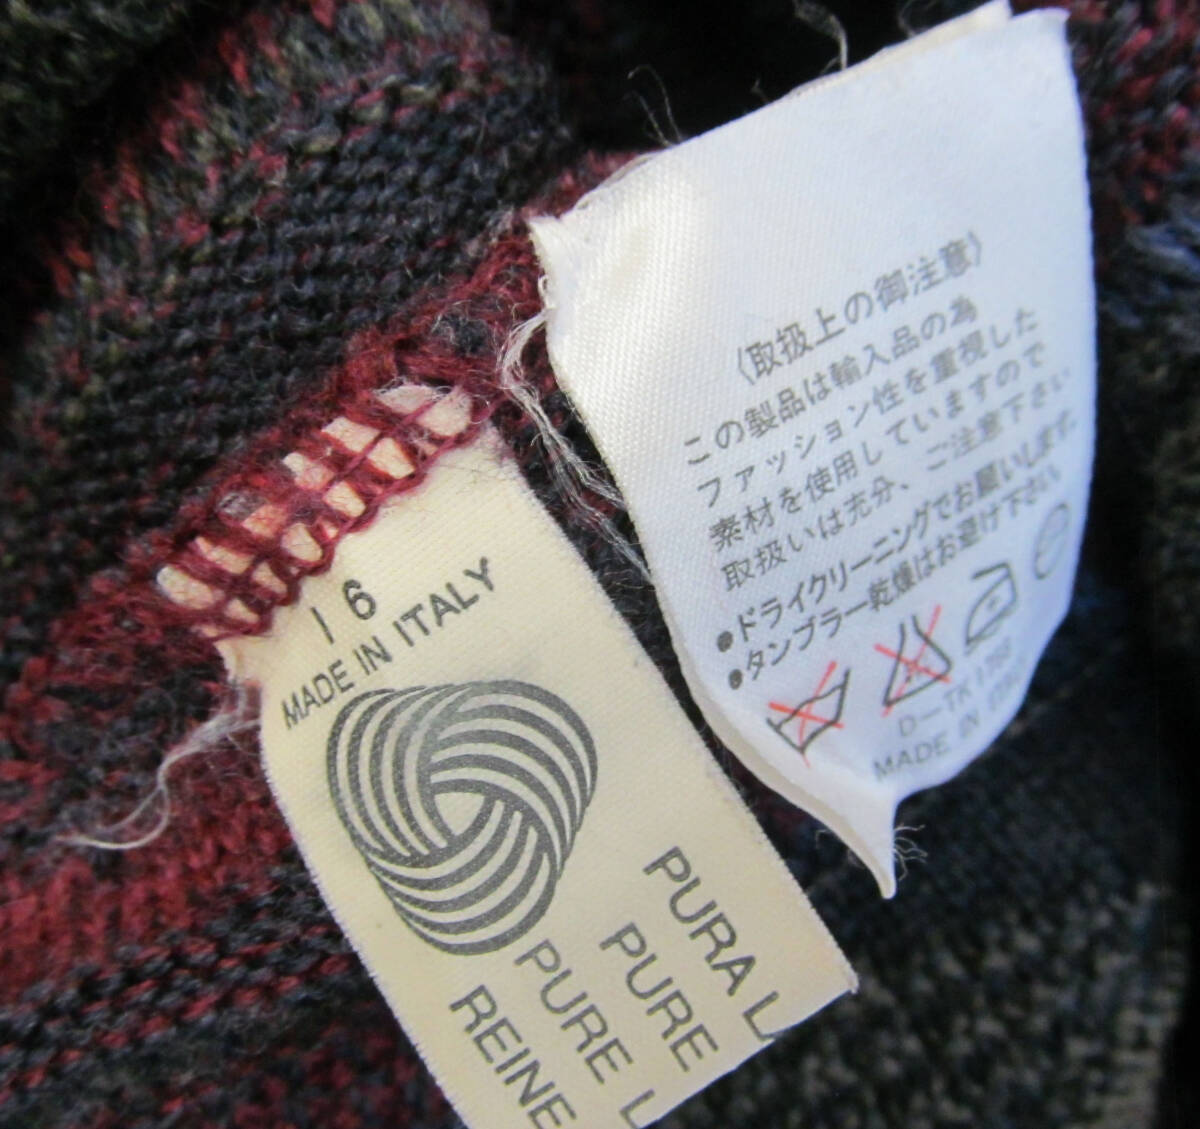 〈取扱上の御注意〉
この製品は輸入品の為
ファッション性を重視した
素材を使用していますので
取扱いは充分、ご注意下さい
●ドライクリーニングでお願いします。
●タンブラー乾燥はお避け下さい
D-TK
MADE IN
16
MADE IN ITALY
PURA L
PURE
PURE L
REINE